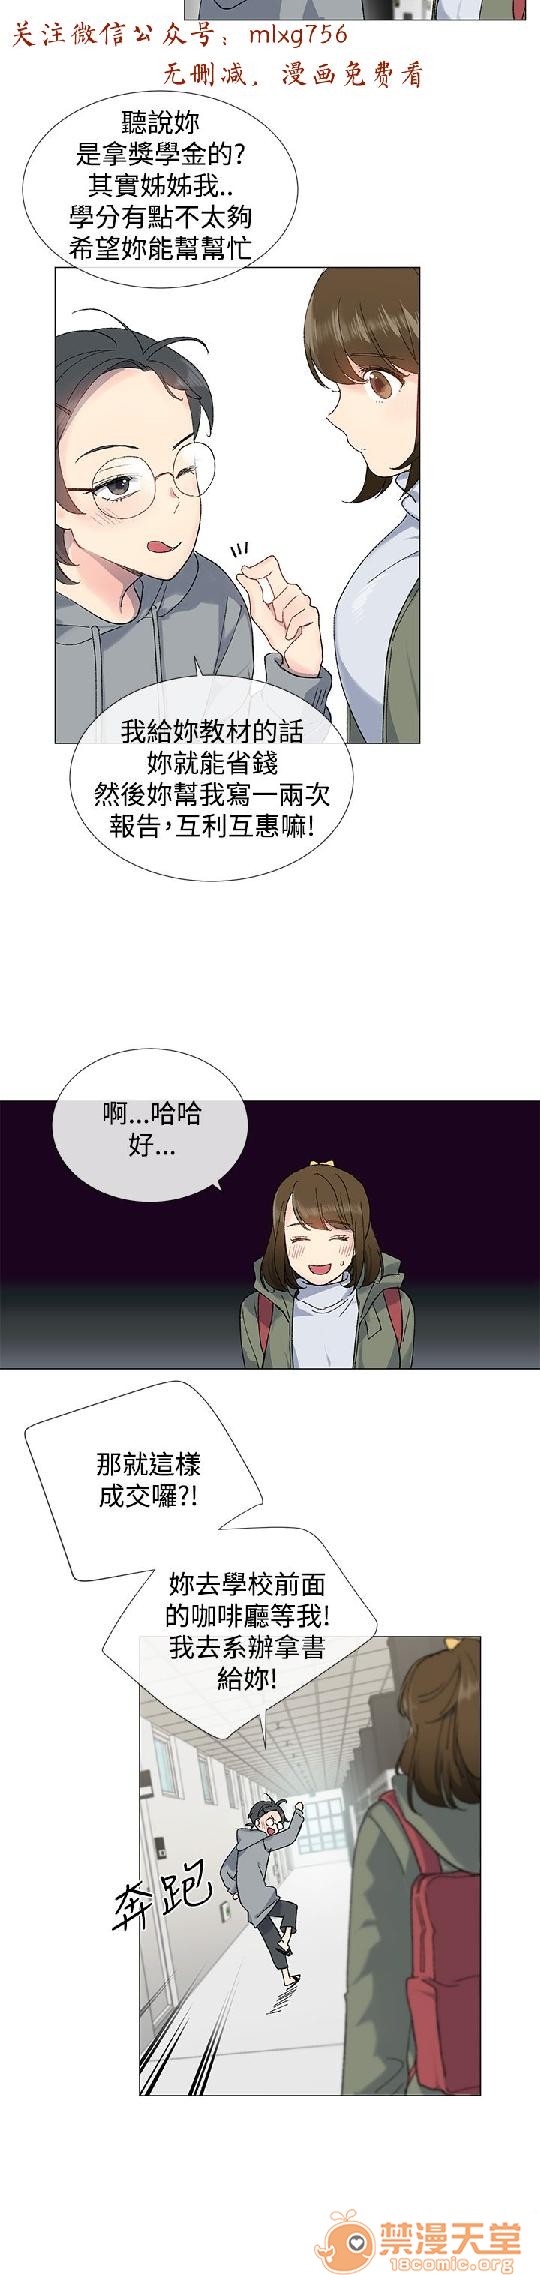 关注微信公众号：mlxg756
无删减．漫画免费看
聽說妳
是拿獎學金的?
其實姊姊我..
學分有點不太夠
希望妳能幫幫忙
我給妳教材的話
妳就能省錢
然後妳幫我寫一兩次
報告，互利互惠嘛!
啊...哈哈
好...
那就這樣
成交囉?!
妳去學校前面
的咖啡廳等我!
我去系辦拿書
給妳!
奔跑
禁漫天堂
18comic.org